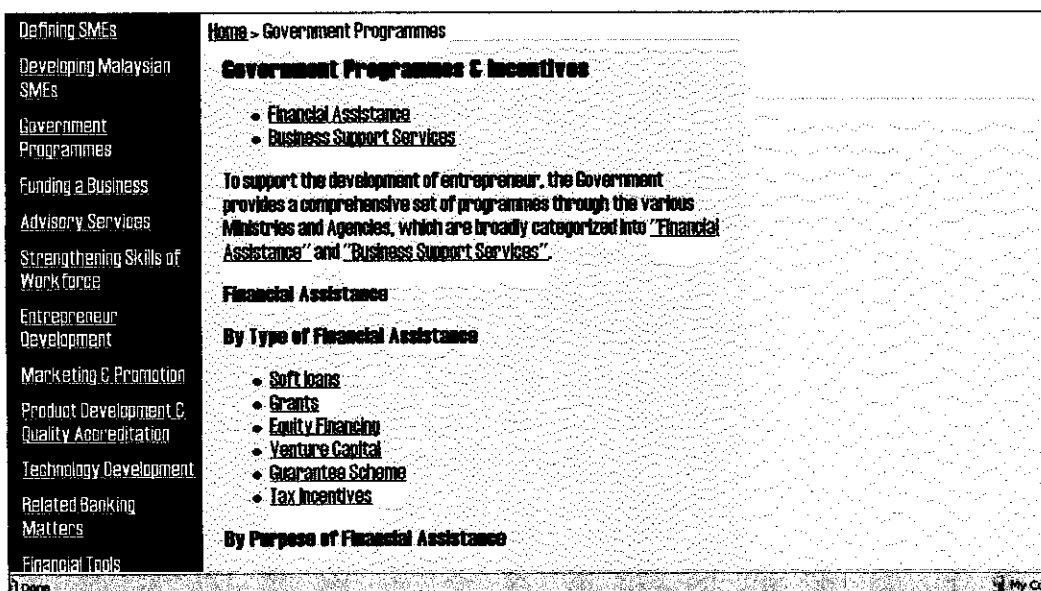 Defining SMEs
Developing Malaysian
SMEs
Government
Programmes
Funding a Business
Advisory Services
Strengthening Skills of
Workforce
Entrepreneur
Development
Marketing & Promotion
Product Development &
Quality Accreditation
Technology Development
Related Banking
Matters
Financial Tools
Home > Government Programmes
Government Programmes & Incentives
• Financial Assistance
• Business Support Services
To support the development of entrepreneur, the Government
provides a comprehensive set of programmes through the various
Ministries and Agencies, which are broadly categorized into "Financial
Assistance" and "Business Support Services".
Financial Assistance
By Type of Financial Assistance
• Soft loans
• Grants
• Equity Financing
• Venture Capital
• Guarantee Scheme
• Tax Incentives
By Purpose of Financial Assistance
Done
My Co